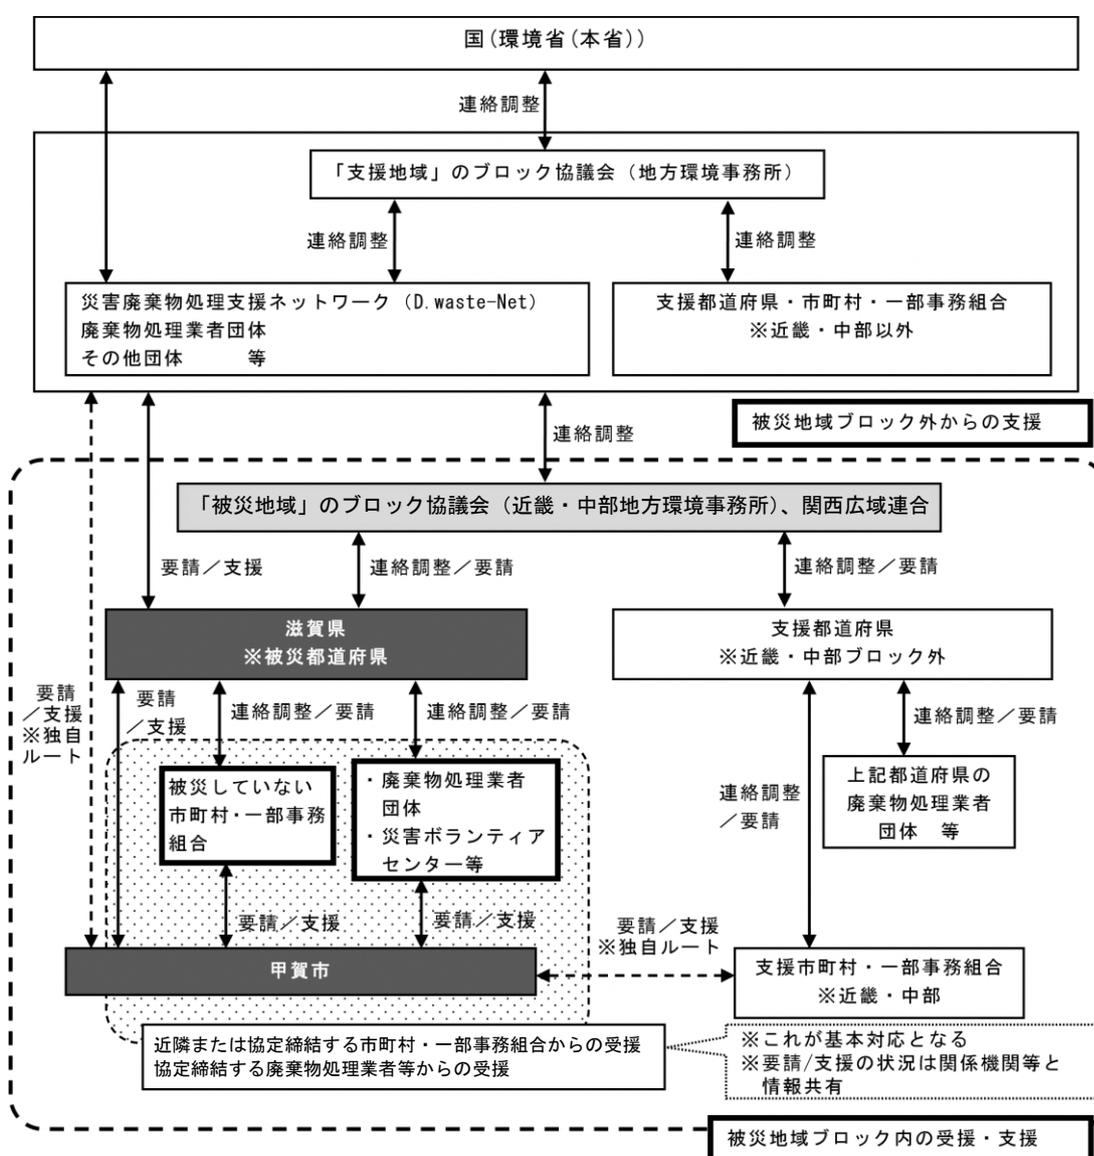 国(環境省(本省))
連絡調整
「支援地域」のブロック協議会(地方環境事務所)
連絡調整
連絡調整
災害廃棄物処理支援ネットワーク(D.waste-Net)
廃棄物処理業者団体
その他団体　　　等
支援都道府県・市町村・一部事務組合
※近畿・中部以外
被災地域ブロック外からの支援
連絡調整
「被災地域」のブロック協議会(近畿・中部地方環境事務所)、関西広域連合
要請/支援
連絡調整/要請
連絡調整/要請
滋賀県
※被災都道府県
支援都道府県
※近畿・中部ブロック外
要請
/支援
※独自
ルート
要請
/支援
連絡調整/要請
連絡調整/要請
連絡調整
/要請
連絡調整/要請
被災していない
市町村・一部事務
組合
・廃棄物処理業者
団体
・災害ボランティア
センター等
上記都道府県の
廃棄物処理業者
団体　等
要請/支援
要請/支援
要請/支援
※独自ルート
甲賀市
支援市町村・一部事務組合
※近畿・中部
近隣または協定締結する市町村・一部事務組合からの受援
協定締結する廃棄物処理業者等からの受援
※これが基本対応となる
※要請/支援の状況は関係機関等と
情報共有
被災地域ブロック内の受援・支援